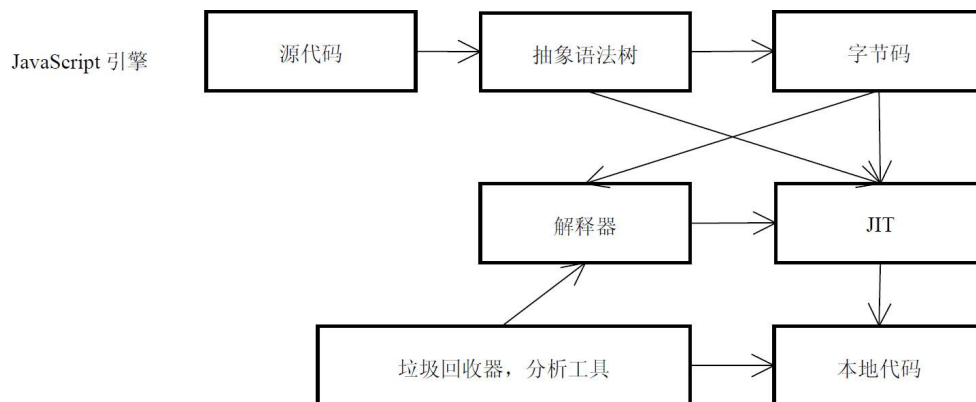 JavaScript 引擎
源代码
抽象语法树
字节码
解释器
JIT
垃圾回收器，分析工具
本地代码